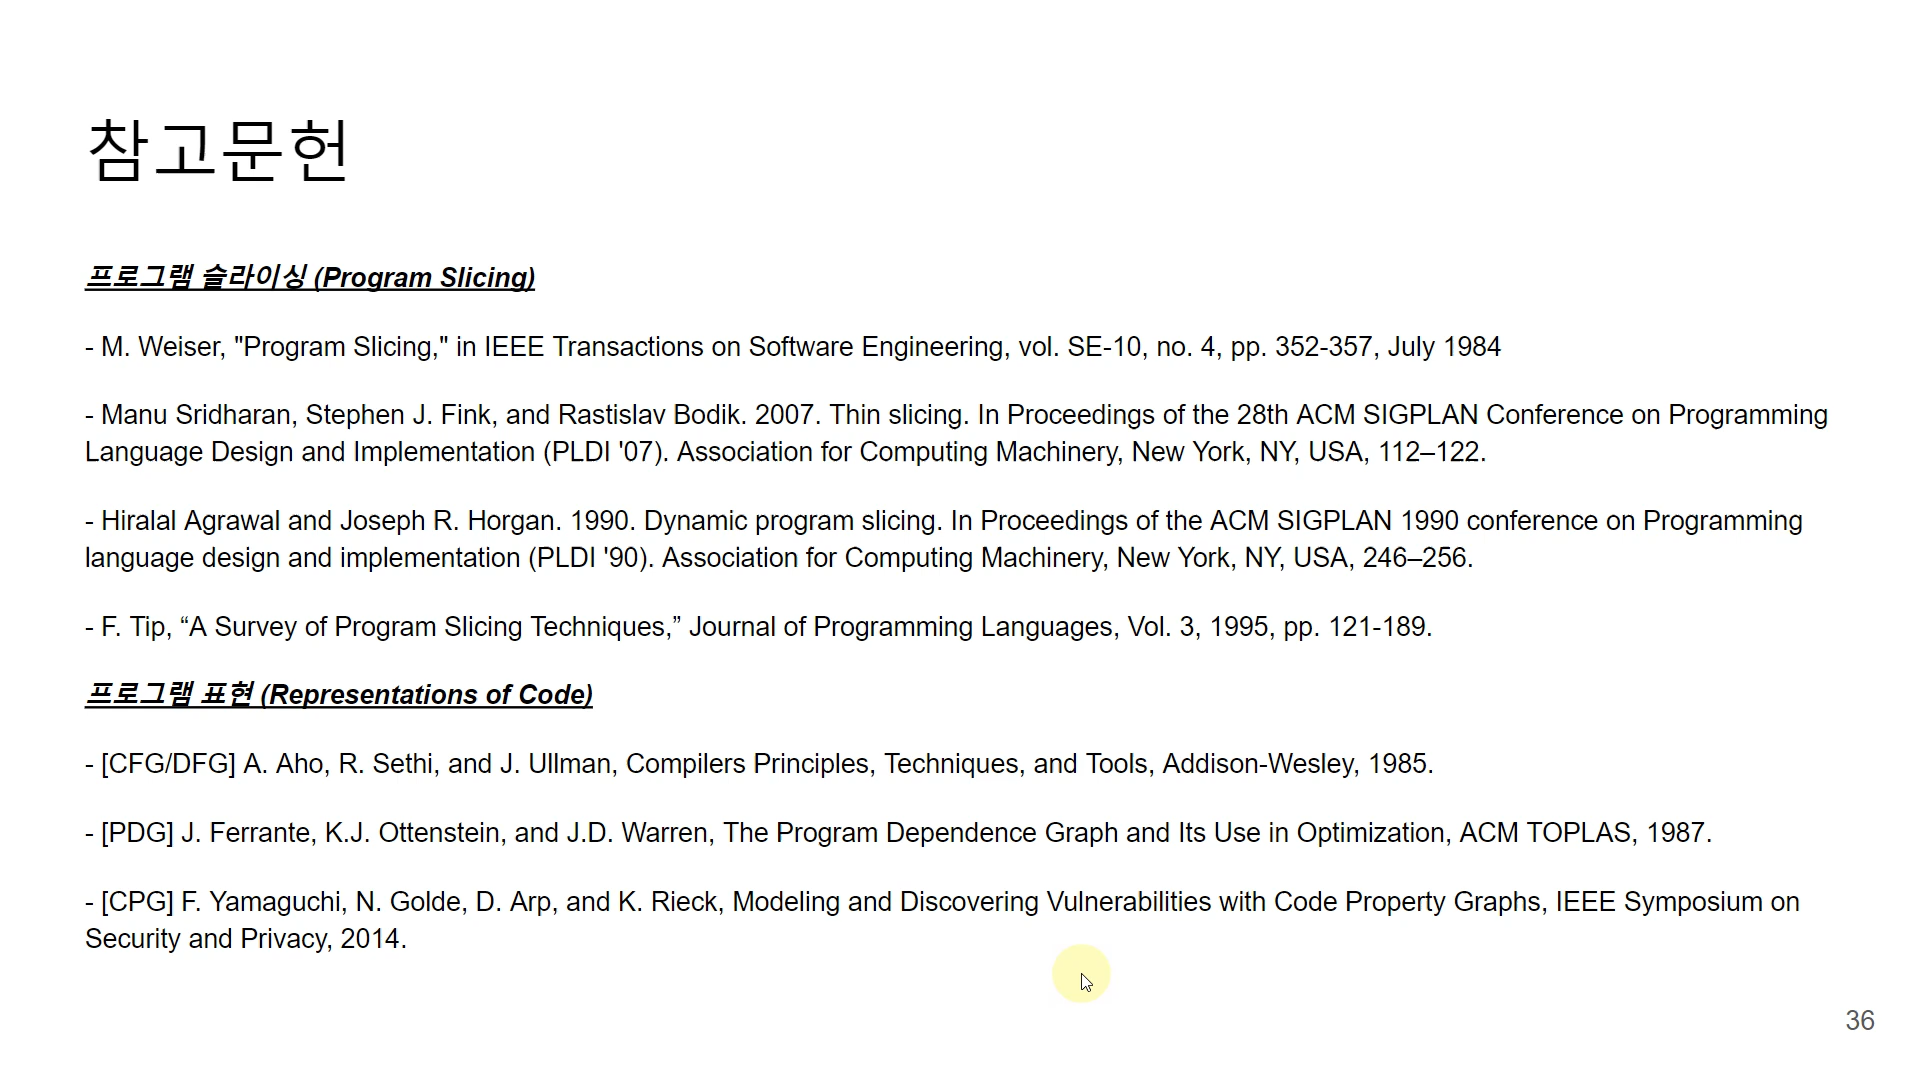 참고문헌
프로그램 슬라이싱 (Program Slicing)
- M. Weiser, "Program Slicing," in IEEE Transactions on Software Engineering, vol. SE-10, no. 4, pp. 352-357, July 1984
- Manu Sridharan, Stephen J. Fink, and Rastislav Bodik. 2007. Thin slicing. In Proceedings of the 28th ACM SIGPLAN Conference on Programming
Language Design and Implementation (PLDI '07). Association for Computing Machinery, New York, NY, USA, 112–122.
- Hiralal Agrawal and Joseph R. Horgan. 1990. Dynamic program slicing. In Proceedings of the ACM SIGPLAN 1990 conference on Programming
language design and implementation (PLDI '90). Association for Computing Machinery, New York, NY, USA, 246–256.
- F. Tip, “A Survey of Program Slicing Techniques,” Journal of Programming Languages, Vol. 3, 1995, pp. 121-189.
프로그램 표현 (Representations of Code)
- [CFG/DFG] A. Aho, R. Sethi, and J. Ullman, Compilers Principles, Techniques, and Tools, Addison-Wesley, 1985.
- [PDG] J. Ferrante, K.J. Ottenstein, and J.D. Warren, The Program Dependence Graph and Its Use in Optimization, ACM TOPLAS, 1987.
- [CPG] F. Yamaguchi, N. Golde, D. Arp, and K. Rieck, Modeling and Discovering Vulnerabilities with Code Property Graphs, IEEE Symposium on
Security and Privacy, 2014.
36